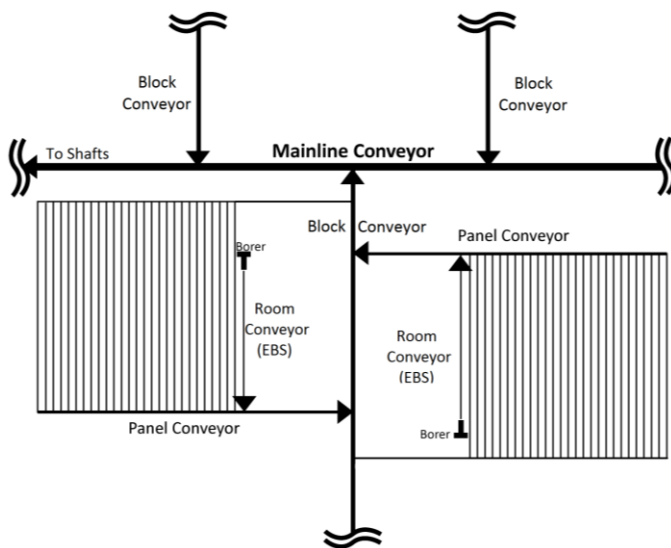 Block
Conveyor
Block
Conveyor
To Shafts
Mainline Conveyor
Block Conveyor
Panel Conveyor
Borer
Room
Conveyor
(EBS)
Room
Conveyor
(EBS)
Panel Conveyor
Borer